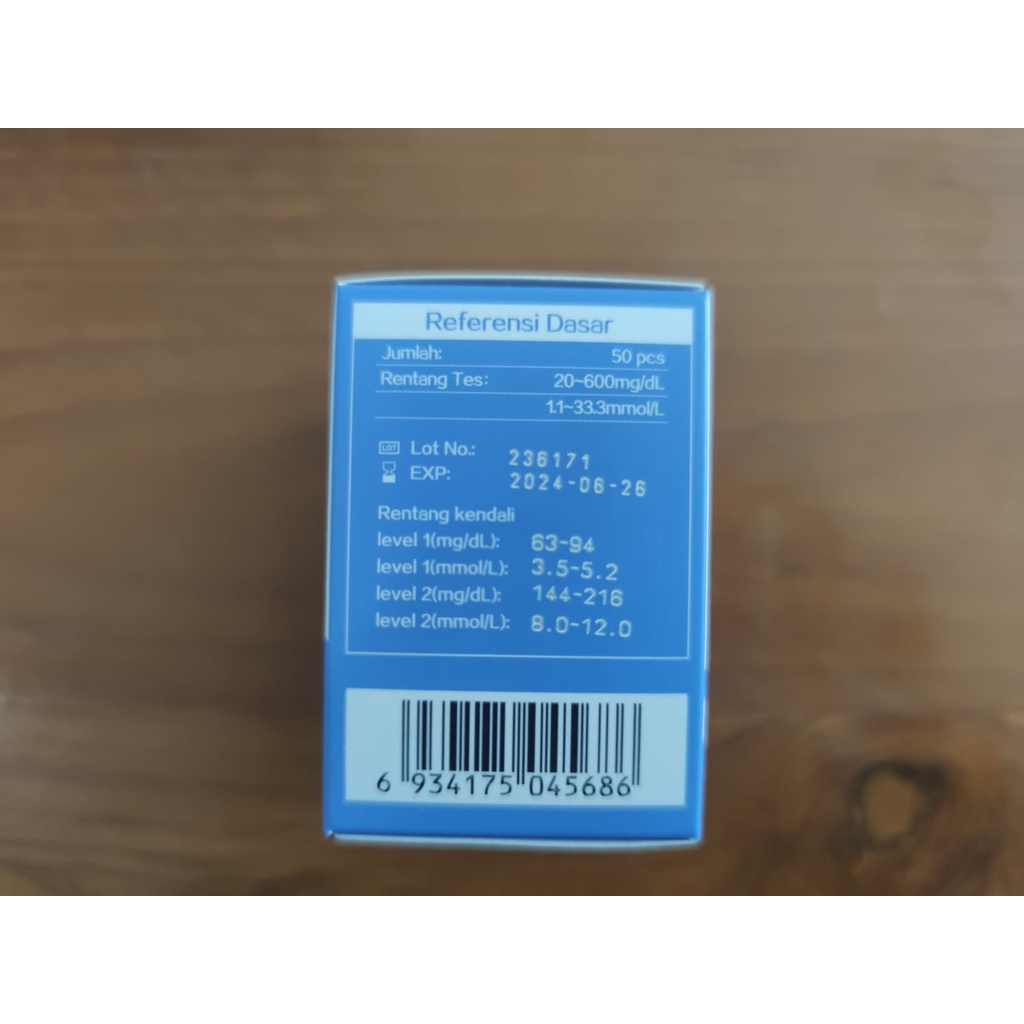 Referensi Dasar
Jumlah: 50 pcs
Rentang Tes: 20~600mg/dL
1.1~33.3mmol/L
LOT Lot No.: 236171
EXP: 2024-06-26
Rentang kendali
level 1(mg/dL): 63-94
level 1(mmol/L): 3.5-5.2
level 2(mg/dL): 144-216
level 2(mmol/L): 8.0-12.0
6 934175 045686